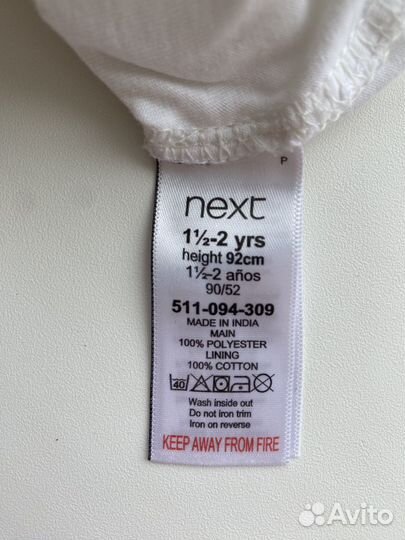 P
next
1½-2 yrs
height 92cm
1½-2 años
90/52
511-094-309
MADE IN INDIA
MAIN
100% POLYESTER
LINING
100% COTTON
40
Wash inside out
Do not iron trim
Iron on reverse
KEEP AWAY FROM FIRE
Avito